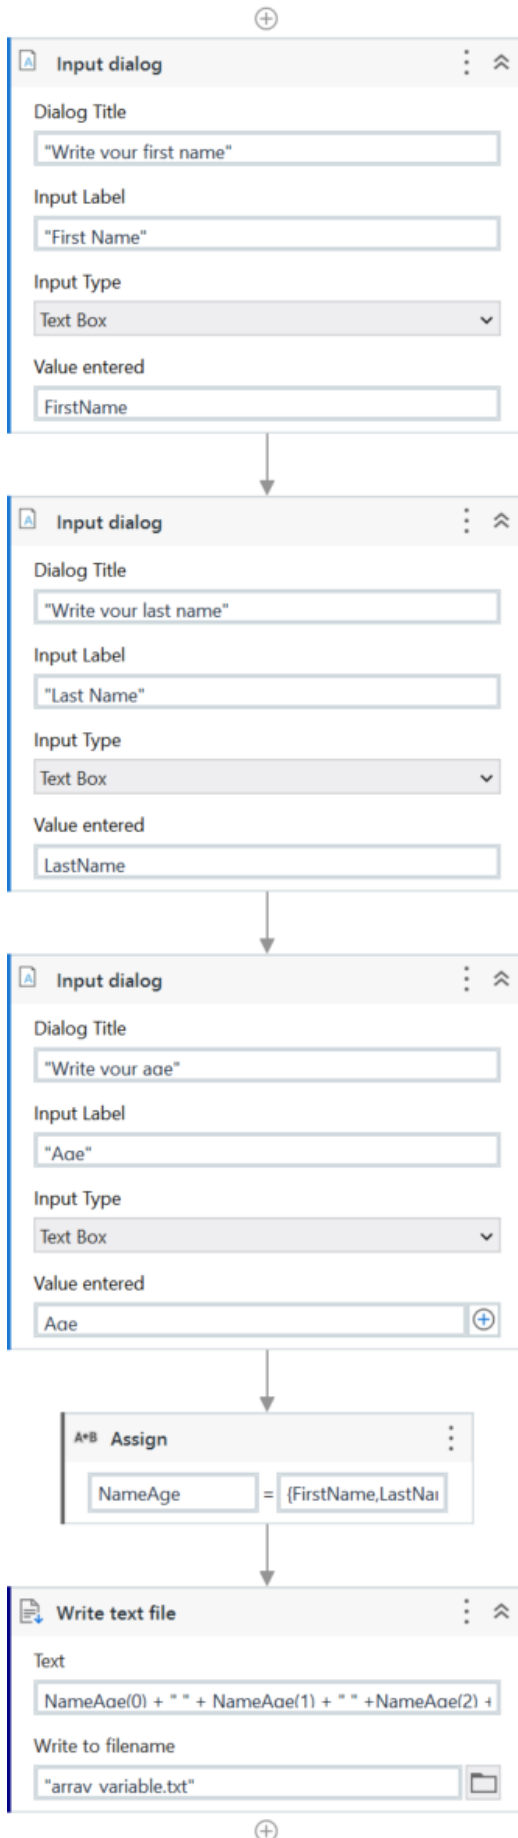 Input dialog
Dialog Title
"Write your first name"
Input Label
"First Name"
Input Type
Text Box
Value entered
FirstName
Input dialog
Dialog Title
"Write your last name"
Input Label
"Last Name"
Input Type
Text Box
Value entered
LastName
Input dialog
Dialog Title
"Write your age"
Input Label
"Age"
Input Type
Text Box
Value entered
Age
A+B Assign
NameAge = {FirstName,LastNa
Write text file
Text
NameAge(0) + " " + NameAge(1) + " " +NameAge(2) +
Write to filename
"array_variable.txt"